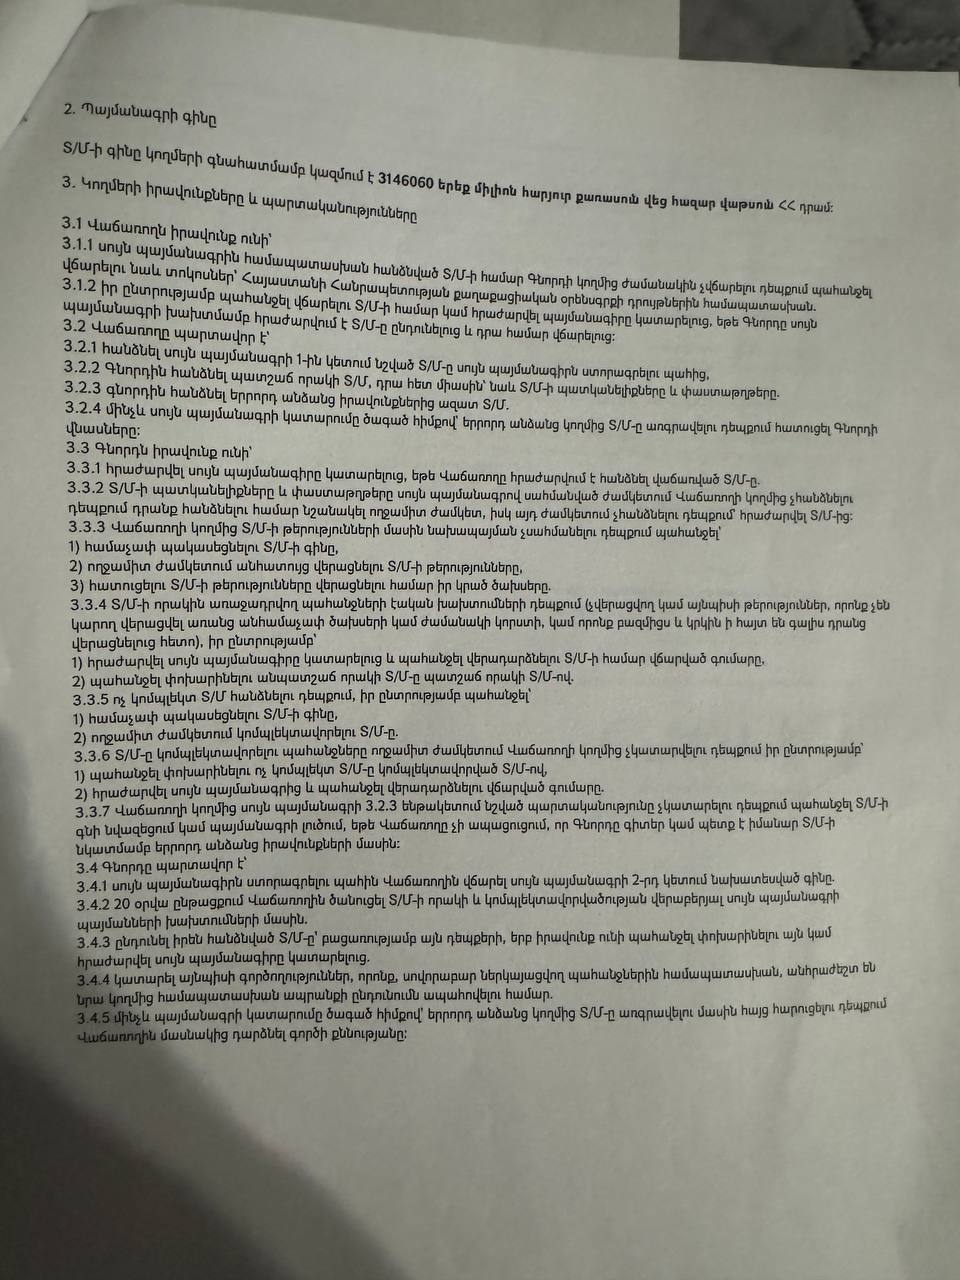 2. Պայմանագրի գինը
Տ/Մ-ի գինը կողմերի գնահատմամբ կազմում է 3146060 երեք միլիոն հարյուր քառասուն վեց հազար վաթսուն ՀՀ դրամ:
3. Կողմերի իրավունքները և պարտականությունները
3.1 Վաճառողն իրավունք ունի՝
3.1.1 սույն պայմանագրին համապատասխան հանձնված Տ/Մ-ի համար Գնորդի կողմից ժամանակին չվճարելու դեպքում պահանջել
վճարելու նաև տոկոսներ՝ Հայաստանի Հանրապետության քաղաքացիական օրենսգրքի դրույթներին համապատասխան.
3.1.2 իր ընտրությամբ պահանջել վճարելու Տ/Մ-ի համար կամ հրաժարվել պայմանագիրը կատարելուց, եթե Գնորդը սույն
պայմանագրի խախտմամբ հրաժարվում է Տ/Մ-ը ընդունելուց և դրա համար վճարելուց:
3.2 Վաճառողը պարտավոր է՝
3.2.1 հանձնել սույն պայմանագրի 1-ին կետում նշված Տ/Մ-ը սույն պայմանագիրն ստորագրելու պահից,
3.2.2 Գնորդին հանձնել պատշաճ որակի Տ/Մ, դրա հետ միասին՝ նաև Տ/Մ-ի պատկանելիքները և փաստաթղթերը.
3.2.3 գնորդին հանձնել երրորդ անձանց իրավունքներից ազատ Տ/Մ.
3.2.4 մինչև սույն պայմանագրի կատարումը ծագած հիմքով՝ երրորդ անձանց կողմից Տ/Մ-ը առգրավելու դեպքում հատուցել Գնորդի
վնասները:
3.3 Գնորդն իրավունք ունի՝
3.3.1 հրաժարվել սույն պայմանագիրը կատարելուց, եթե Վաճառողը հրաժարվում է հանձնել վաճառված Տ/Մ-ը.
3.3.2 Տ/Մ-ի պատկանելիքները և փաստաթղթերը սույն պայմանագրով սահմանված ժամկետում Վաճառողի կողմից չհանձնելու
դեպքում դրանք հանձնելու համար նշանակել ողջամիտ ժամկետ, իսկ այդ ժամկետում չհանձնելու դեպքում՝ հրաժարվել Տ/Մ-ից:
3.3.3 Վաճառողի կողմից Տ/Մ-ի թերությունների մասին նախապայման չսահմանելու դեպքում պահանջել՝
1) համաչափ պակասեցնելու Տ/Մ-ի գինը,
2) ողջամիտ ժամկետում անհատույց վերացնելու Տ/Մ-ի թերությունները,
3) հատուցելու Տ/Մ-ի թերությունները վերացնելու համար իր կրած ծախսերը.
3.3.4 Տ/Մ-ի որակին առաջադրվող պահանջների էական խախտումների դեպքում (չվերացվող կամ այնպիսի թերություններ, որոնք չեն
կարող վերացվել առանց անհամաչափ ծախսերի կամ ժամանակի կորստի, կամ որոնք բազմիցս և կրկին ի հայտ են գալիս դրանց
վերացնելուց հետո), իր ընտրությամբ՝
1) հրաժարվել սույն պայմանագիրը կատարելուց և պահանջել վերադարձնելու Տ/Մ-ի համար վճարված գումարը,
2) պահանջել փոխարինելու անպատշաճ որակի Տ/Մ-ը պատշաճ որակի Տ/Մ-ով.
3.3.5 ոչ կոմպլեկտ Տ/Մ հանձնելու դեպքում, իր ընտրությամբ պահանջել՝
1) համաչափ պակասեցնելու Տ/Մ-ի գինը,
2) ողջամիտ ժամկետում կոմպլեկտավորելու Տ/Մ-ը.
3.3.6 Տ/Մ-ը կոմպլեկտավորելու պահանջները ողջամիտ ժամկետում Վաճառողի կողմից չկատարվելու դեպքում իր ընտրությամբ՝
1) պահանջել փոխարինելու ոչ կոմպլեկտ Տ/Մ-ը կոմպլեկտավորված Տ/Մ-ով,
2) հրաժարվել սույն պայմանագրից և պահանջել վերադարձնելու վճարված գումարը.
3.3.7 Վաճառողի կողմից սույն պայմանագրի 3.2.3 ենթակետում նշված պարտականությունը չկատարելու դեպքում պահանջել Տ/Մ-ի
գնի նվազեցում կամ պայմանագրի լուծում, եթե Վաճառողը չի ապացուցում, որ Գնորդը գիտեր կամ պետք է իմանար Տ/Մ-ի
նկատմամբ երրորդ անձանց իրավունքների մասին:
3.4 Գնորդը պարտավոր է՝
3.4.1 սույն պայմանագիրն ստորագրելու պահին Վաճառողին վճարել սույն պայմանագրի 2-րդ կետում նախատեսված գինը.
3.4.2 20 օրվա ընթացքում Վաճառողին ծանուցել Տ/Մ-ի որակի և կոմպլեկտավորվածության վերաբերյալ սույն պայմանագրի
պայմանների խախտումների մասին.
3.4.3 ընդունել իրեն հանձնված Տ/Մ-ը՝ բացառությամբ այն դեպքերի, երբ իրավունք ունի պահանջել փոխարինելու այն կամ
հրաժարվել սույն պայմանագիրը կատարելուց.
3.4.4 կատարել այնպիսի գործողություններ, որոնք, սովորաբար ներկայացվող պահանջներին համապատասխան, անհրաժեշտ են
նրա կողմից համապատասխան ապրանքի ընդունումն ապահովելու համար.
3.4.5 մինչև պայմանագրի կատարումը ծագած հիմքով՝ երրորդ անձանց կողմից Տ/Մ-ը առգրավելու մասին հայց հարուցելու դեպքում
Վաճառողին մասնակից դարձնել գործի քննությանը: